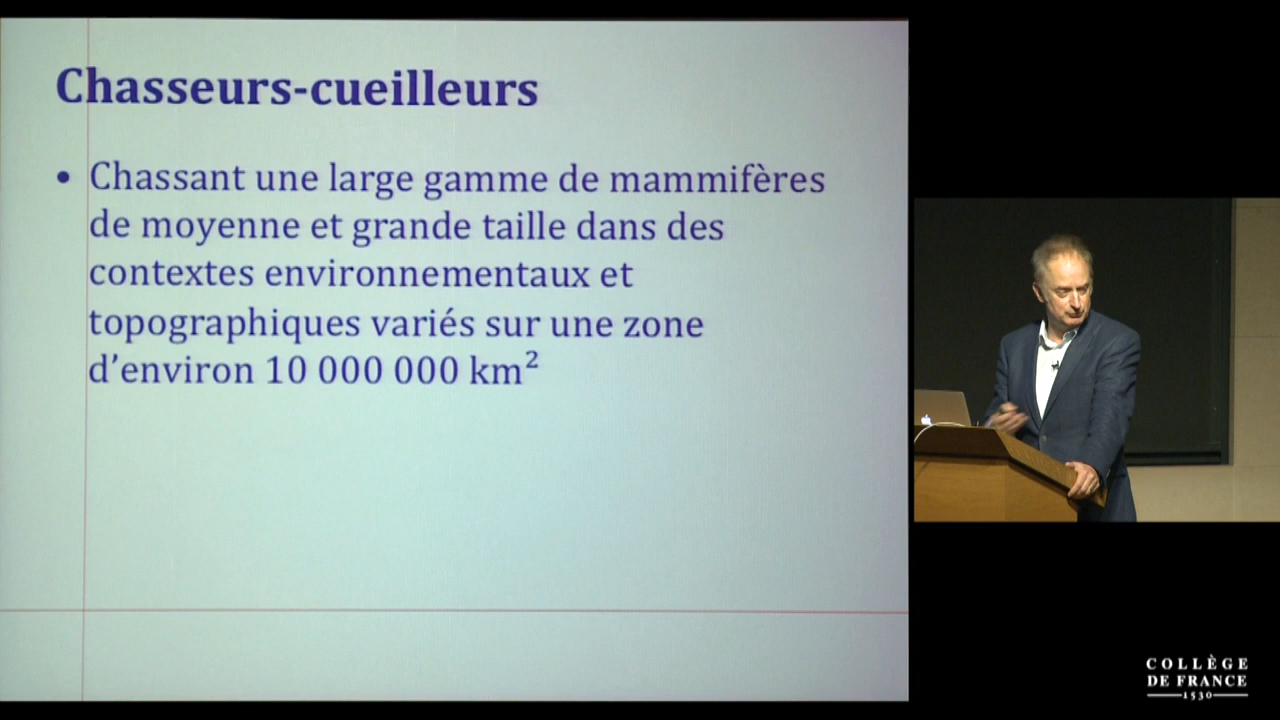 Chasseurs-cueilleurs
• Chassant une large gamme de mammifères
de moyenne et grande taille dans des
contextes environnementaux et
topographiques variés sur une zone
d’environ 10 000 000 km²
COLLÈGE
DE FRANCE
1530